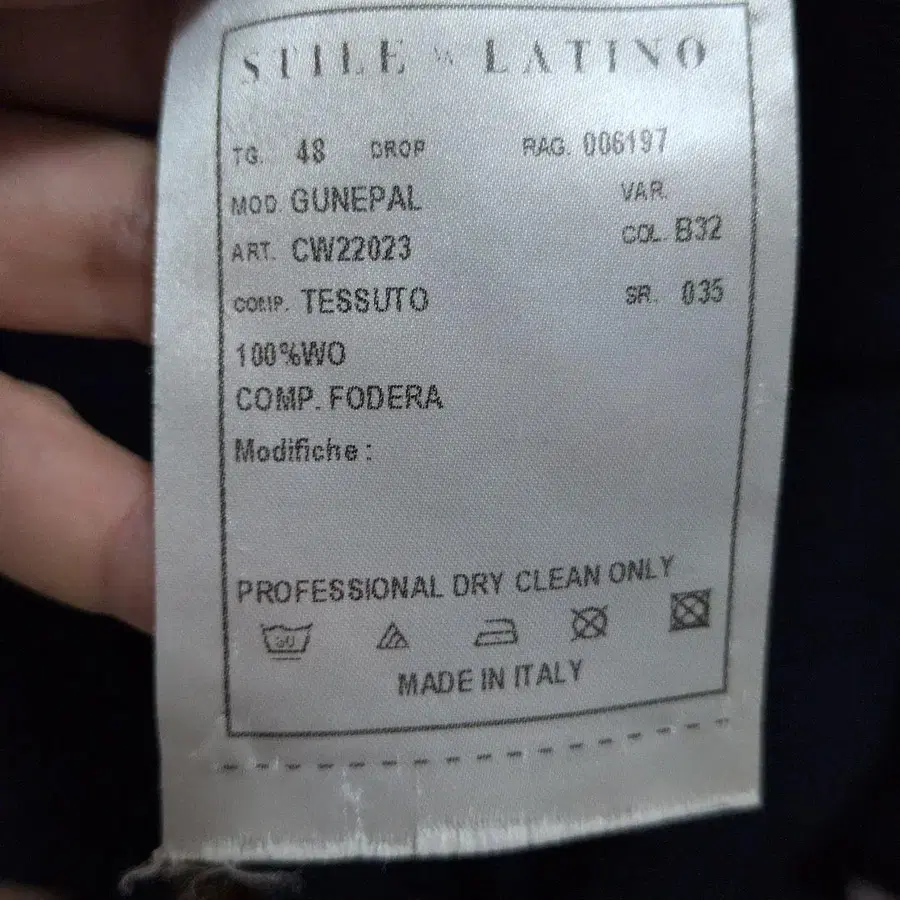 STILE LATINO
TG. 48 DROP RAG. 006197
MOD. GUNEPAL VAR.
ART. CW22023 COL. B32
COMP. TESSUTO SR. 035
100%WO
COMP. FODERA
Modifiche :
PROFESSIONAL DRY CLEAN ONLY
30
MADE IN ITALY